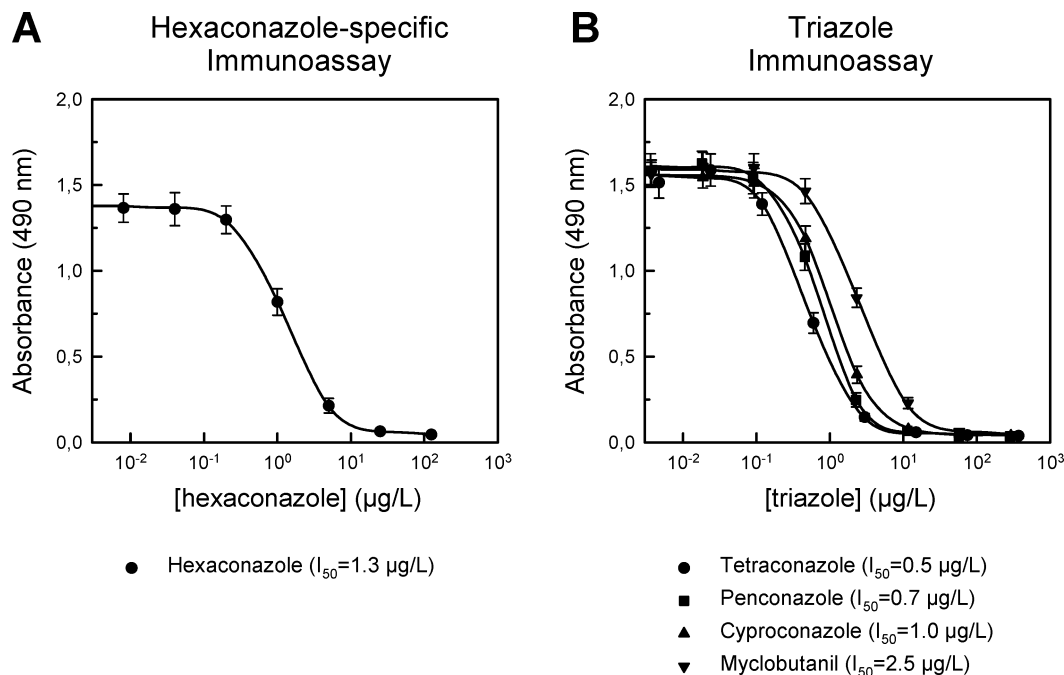 A
Hexaconazole-specific
Immunoassay
2,0
1,5
1,0
0,5
0,0
Absorbance (490 nm)
10⁻² 10⁻¹ 10⁰ 10¹ 10² 10³
[hexaconazole] (µg/L)
Hexaconazole (I₅₀=1.3 µg/L)
B
Triazole
Immunoassay
2,0
1,5
1,0
0,5
0,0
Absorbance (490 nm)
10⁻² 10⁻¹ 10⁰ 10¹ 10² 10³
[triazole] (µg/L)
Tetraconazole (I₅₀=0.5 µg/L)
Penconazole (I₅₀=0.7 µg/L)
Cyproconazole (I₅₀=1.0 µg/L)
Myclobutanil (I₅₀=2.5 µg/L)